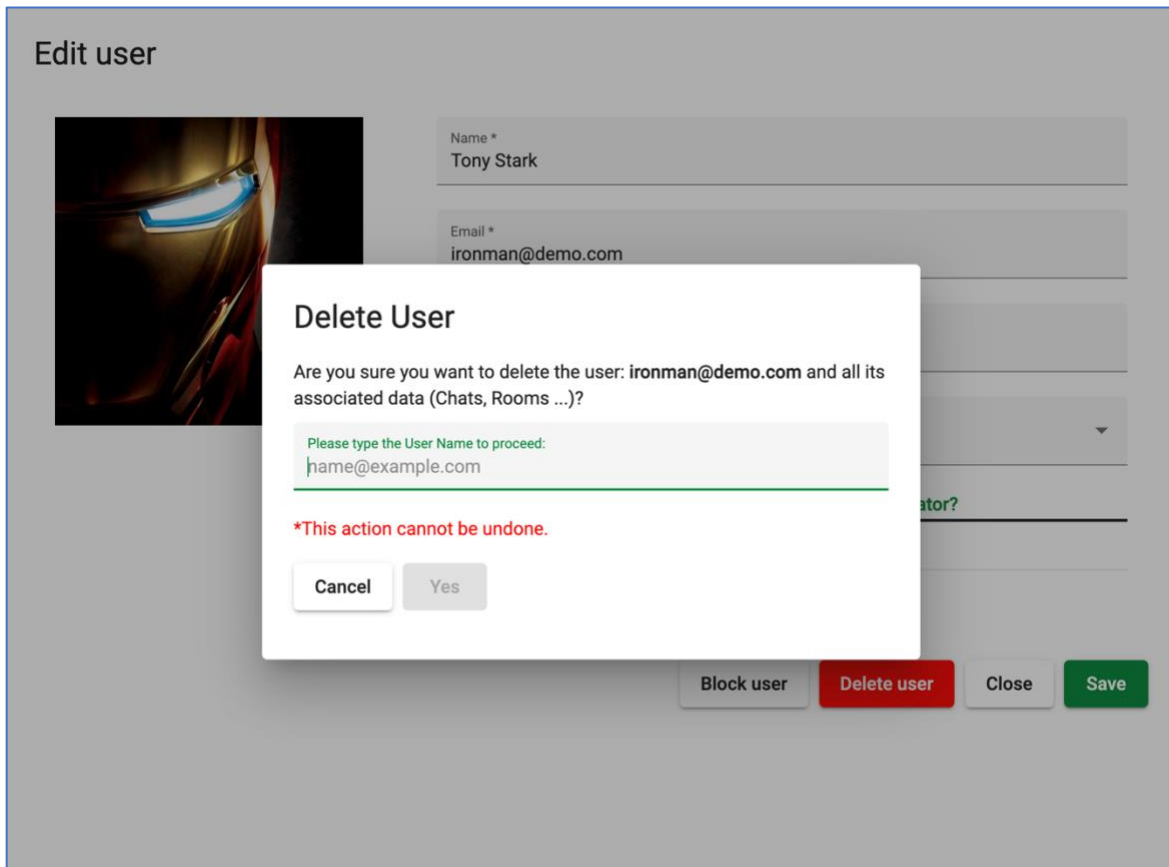 Edit user
Name *
Tony Stark
Email *
ironman@demo.com
Delete User
Are you sure you want to delete the user: ironman@demo.com and all its
associated data (Chats, Rooms ...)?
Please type the User Name to proceed:
name@example.com
*This action cannot be undone.
Cancel
Yes
Block user
Delete user
Close
Save